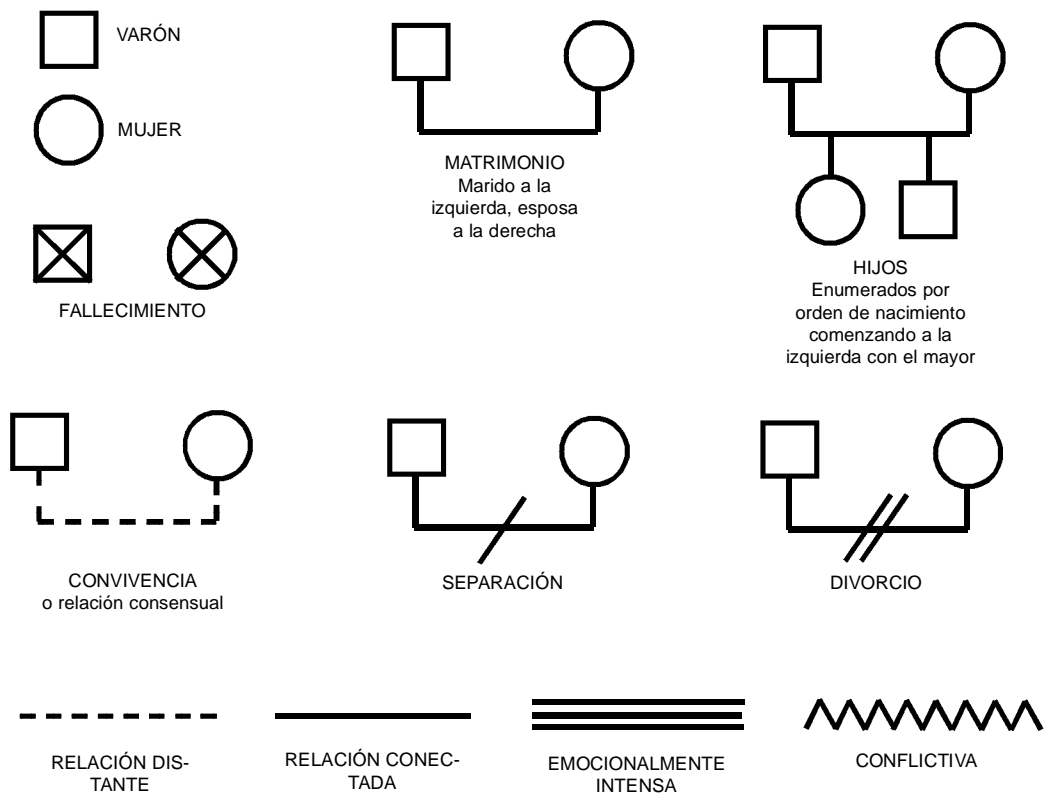 VARÓN
MUJER
FALLECIMIENTO
MATRIMONIO
Marido a la
izquierda, esposa
a la derecha
HIJOS
Enumerados por
orden de nacimiento
comenzando a la
izquierda con el mayor
CONVIVENCIA
o relación consensual
SEPARACIÓN
DIVORCIO
RELACIÓN DIS-
TANTE
RELACIÓN CONEC-
TADA
EMOCIONALMENTE
INTENSA
CONFLICTIVA